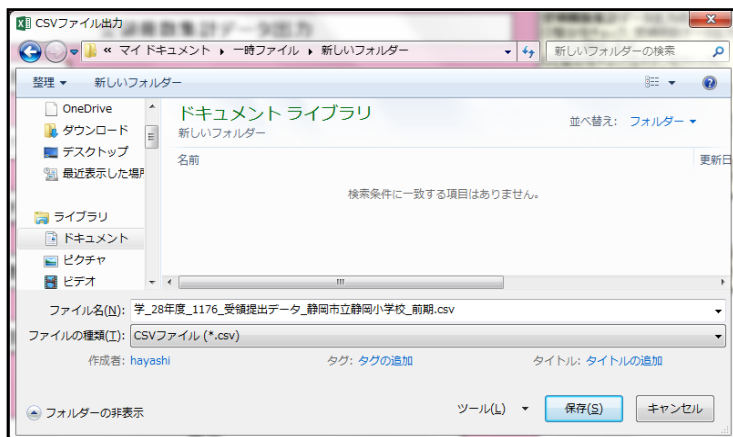 CSVファイル出力
« マイ ドキュメント ▸ 一時ファイル ▸ 新しいフォルダー
新しいフォルダーの検索
整理 ▼ 新しいフォルダー
OneDrive
ダウンロード
デスクトップ
最近表示した場所
ライブラリ
ドキュメント
ピクチャ
ビデオ
ドキュメント ライブラリ
新しいフォルダー
並べ替え: フォルダー ▼
名前
更新日
検索条件に一致する項目はありません。
ファイル名(N): 学_28年度_1176_受領提出データ_静岡市立静岡小学校_前期.csv
ファイルの種類(T): CSVファイル (*.csv)
作成者: hayashi タグ: タグの追加 タイトル: タイトルの追加
フォルダーの非表示
ツール(L) ▼ 保存(S) キャンセル